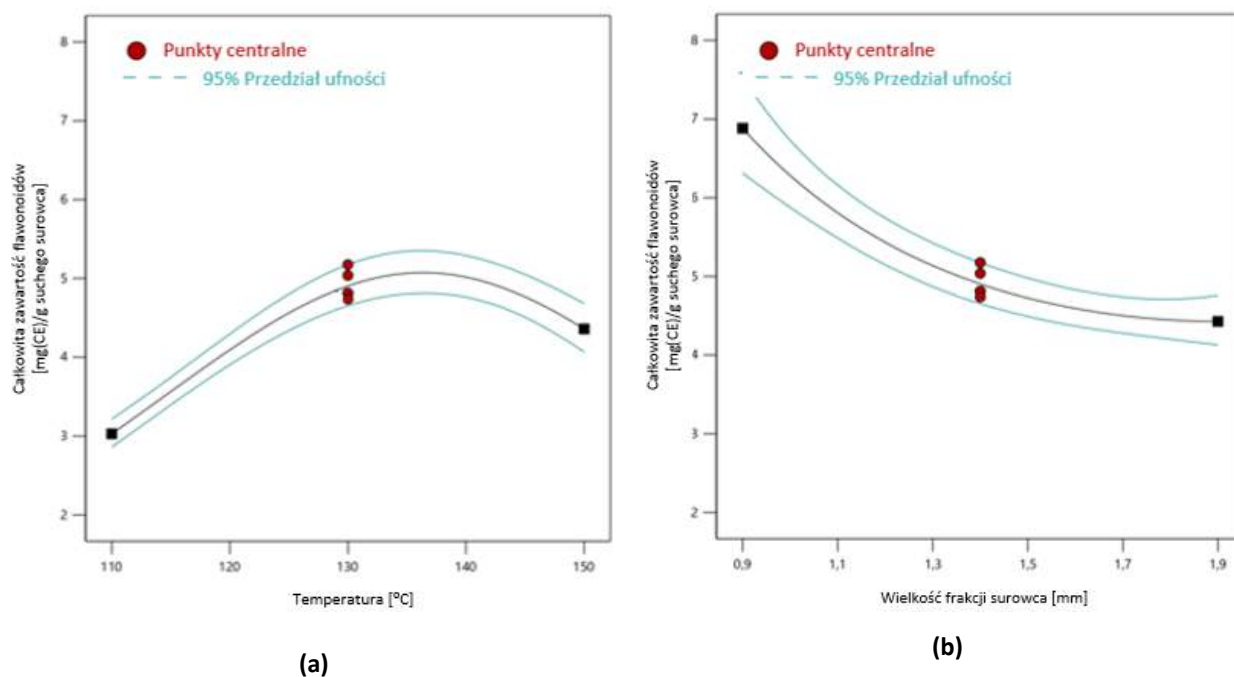 Punkty centralne
95% Przedział ufności
8
7
6
5
4
3
2
Całkowita zawartość flawonoidów
[mg(CE)/g suchego surowca]
110
120
130
140
150
Temperatura [°C]
(a)
Punkty centralne
95% Przedział ufności
8
7
6
5
4
3
2
Całkowita zawartość flawonoidów
[mg(CE)/g suchego surowca]
0,9
1,1
1,3
1,5
1,7
1,9
Wielkość frakcji surowca [mm]
(b)